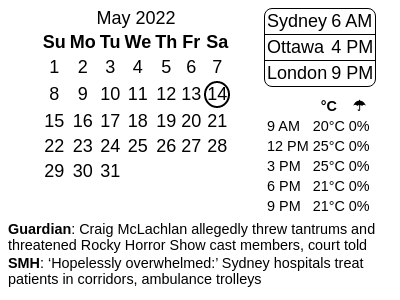 May 2022
Su Mo Tu We Th Fr Sa
1 2 3 4 5 6 7
8 9 10 11 12 13 14
15 16 17 18 19 20 21
22 23 24 25 26 27 28
29 30 31
Sydney 6 AM
Ottawa 4 PM
London 9 PM
°C ☂
9 AM 20°C 0%
12 PM 25°C 0%
3 PM 25°C 0%
6 PM 21°C 0%
9 PM 21°C 0%
Guardian: Craig McLachlan allegedly threw tantrums and
threatened Rocky Horror Show cast members, court told
SMH: ‘Hopelessly overwhelmed:’ Sydney hospitals treat
patients in corridors, ambulance trolleys